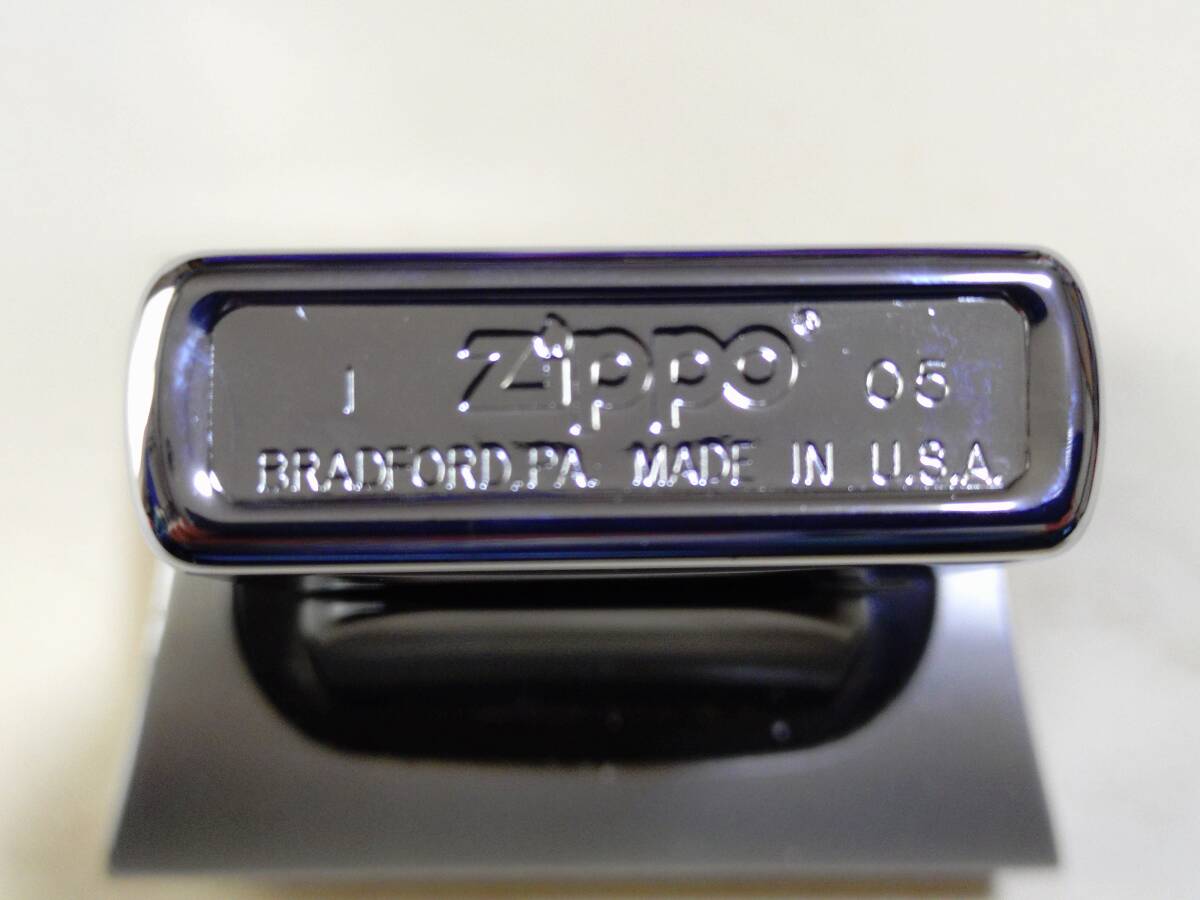 I Zippo® 05
BRADFORD,PA. MADE IN U.S.A.